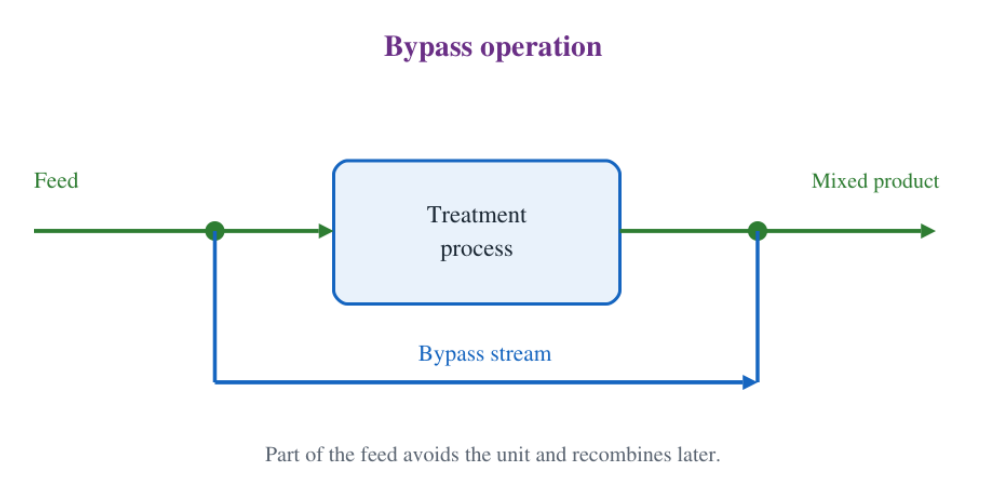 Bypass operation
Feed
Mixed product
Treatment
process
Bypass stream
Part of the feed avoids the unit and recombines later.